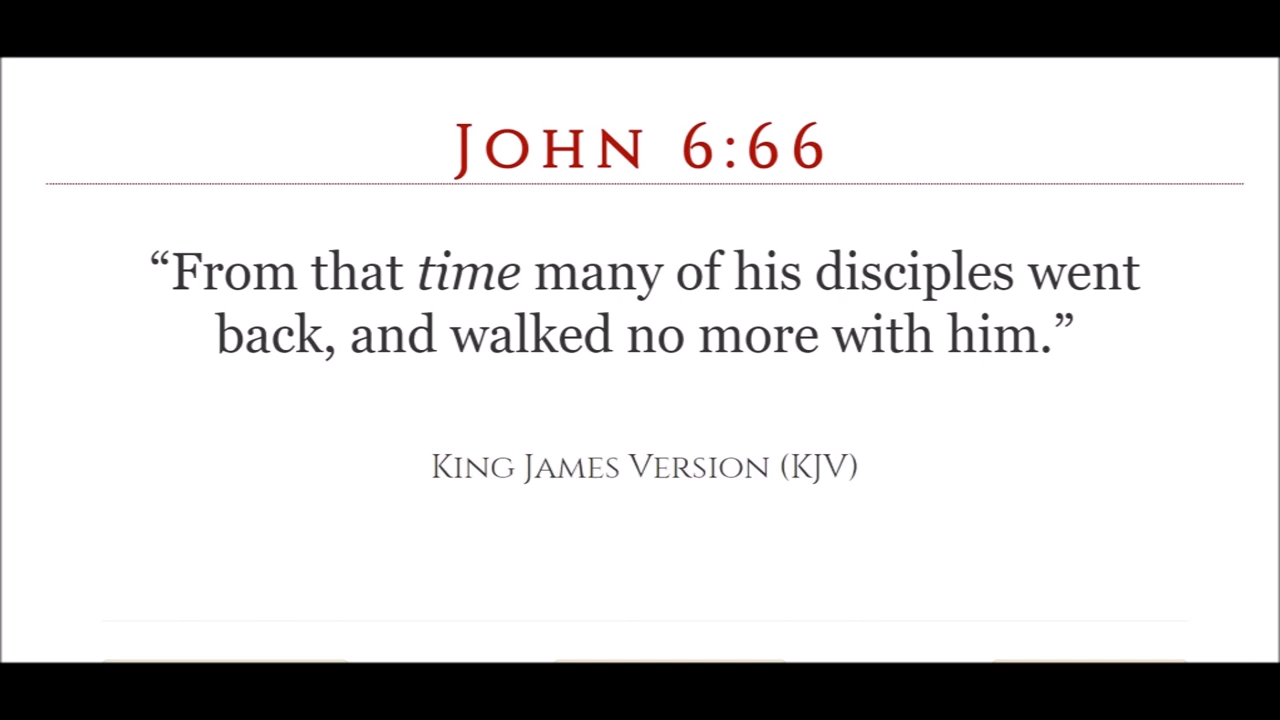 John 6:66
“From that time many of his disciples went
back, and walked no more with him.”
King James Version (KJV)